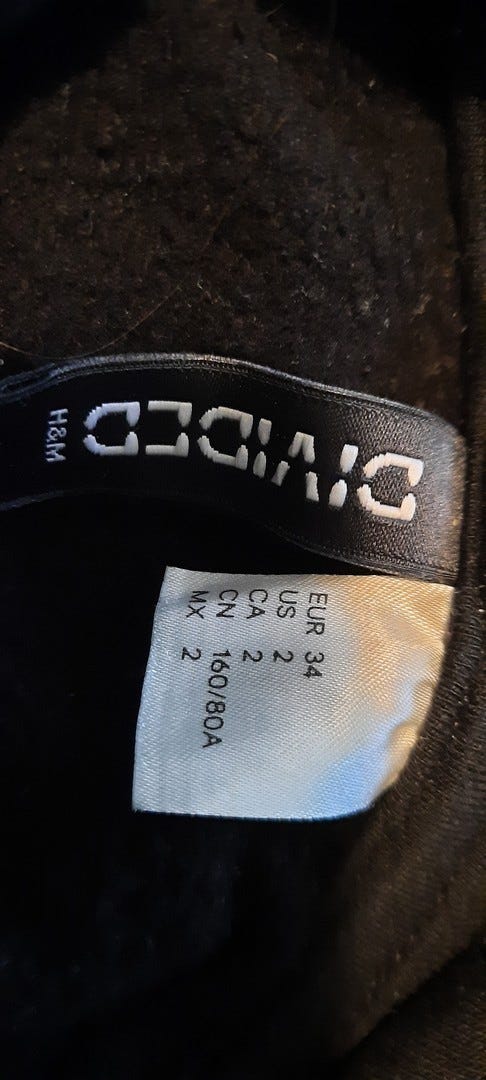 DIVIDED
H&M
EUR 34
US 2
CA 2
CN 160/80A
MX 2